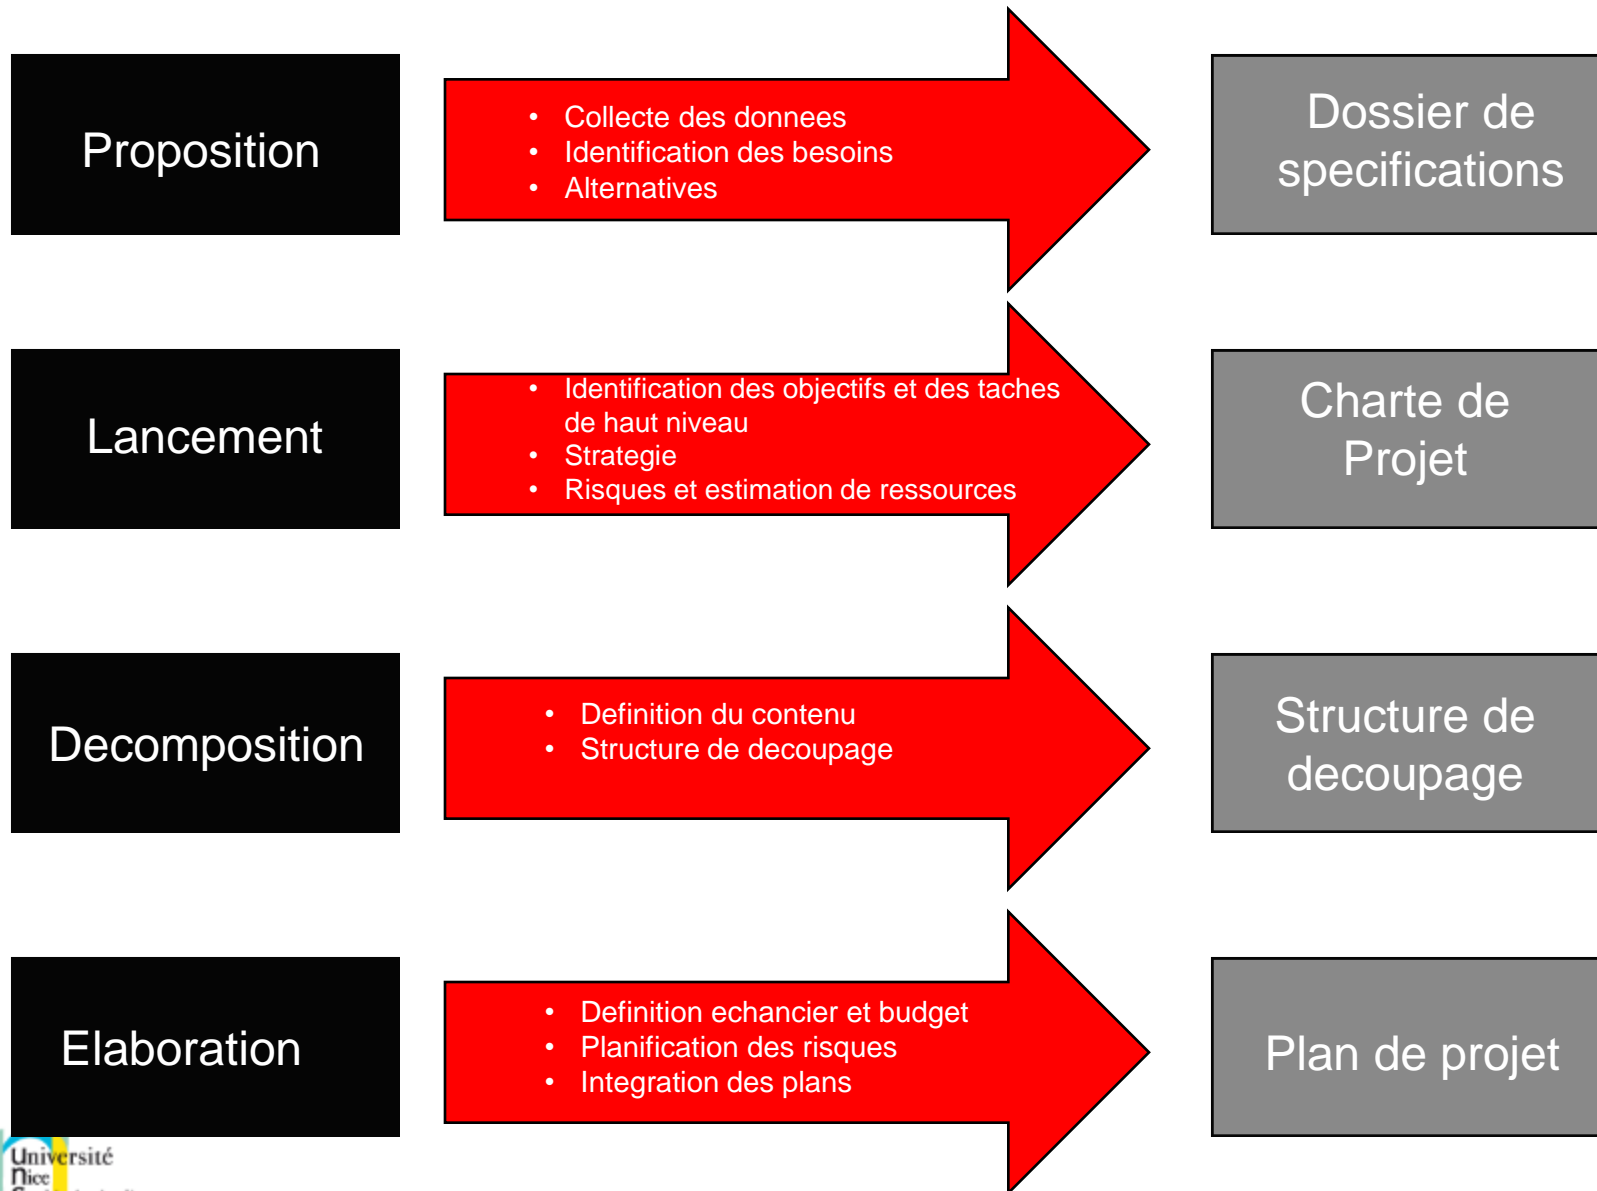 Proposition
• Collecte des donnees
• Identification des besoins
• Alternatives
Dossier de
specifications
Lancement
• Identification des objectifs et des taches
de haut niveau
• Strategie
• Risques et estimation de ressources
Charte de
Projet
Decomposition
• Definition du contenu
• Structure de decoupage
Structure de
decoupage
Elaboration
• Definition echancier et budget
• Planification des risques
• Integration des plans
Plan de projet
Université
Nice